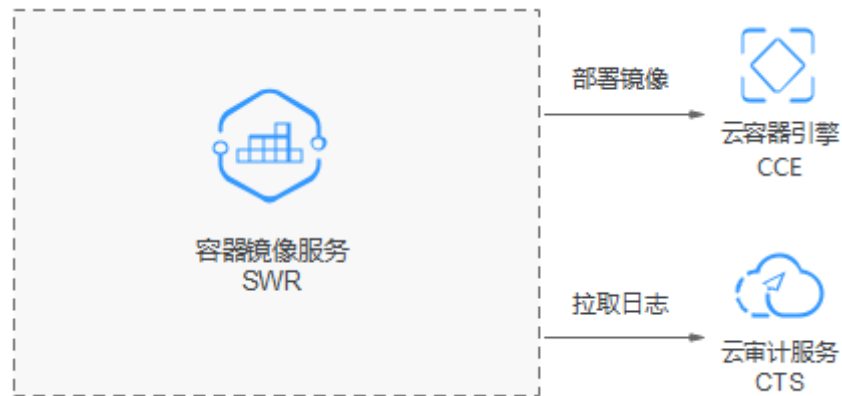 部署镜像
云容器引擎
CCE
容器镜像服务
SWR
拉取日志
云审计服务
CTS